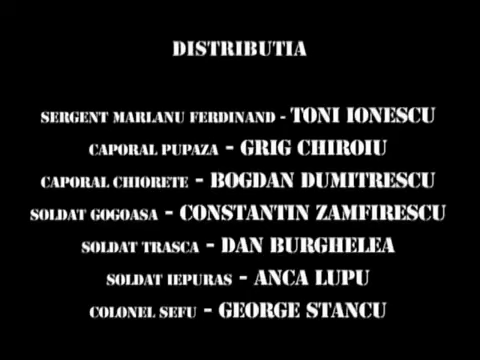 DISTRIBUTIA
SERGENT MARLANU FERDINAND - TONI IONESCU
CAPORAL PUPAZA - GRIG CHIROIU
CAPORAL CHIORETE - BOGDAN DUMITRESCU
SOLDAT GOGOASA - CONSTANTIN ZAMFIRESCU
SOLDAT TRASCA - DAN BURGHELEA
SOLDAT IEPURAS - ANCA LUPU
COLONEL SEFU - GEORGE STANCU